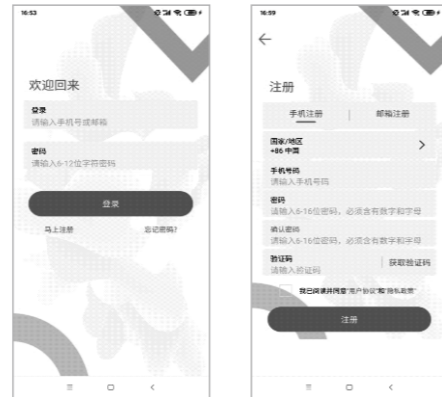 16:53
欢迎回来
登录
请输入手机号或邮箱
密码
请输入6-12位字符密码
登录
马上注册
忘记密码?
16:59
注册
手机注册
邮箱注册
国家/地区
+86 中国
手机号码
请输入手机号码
密码
请输入6-16位密码，必须含有数字和字母
确认密码
请输入6-16位密码，必须含有数字和字母
验证码
请输入验证码
获取验证码
我已阅读并同意"用户协议"和"隐私政策"
注册